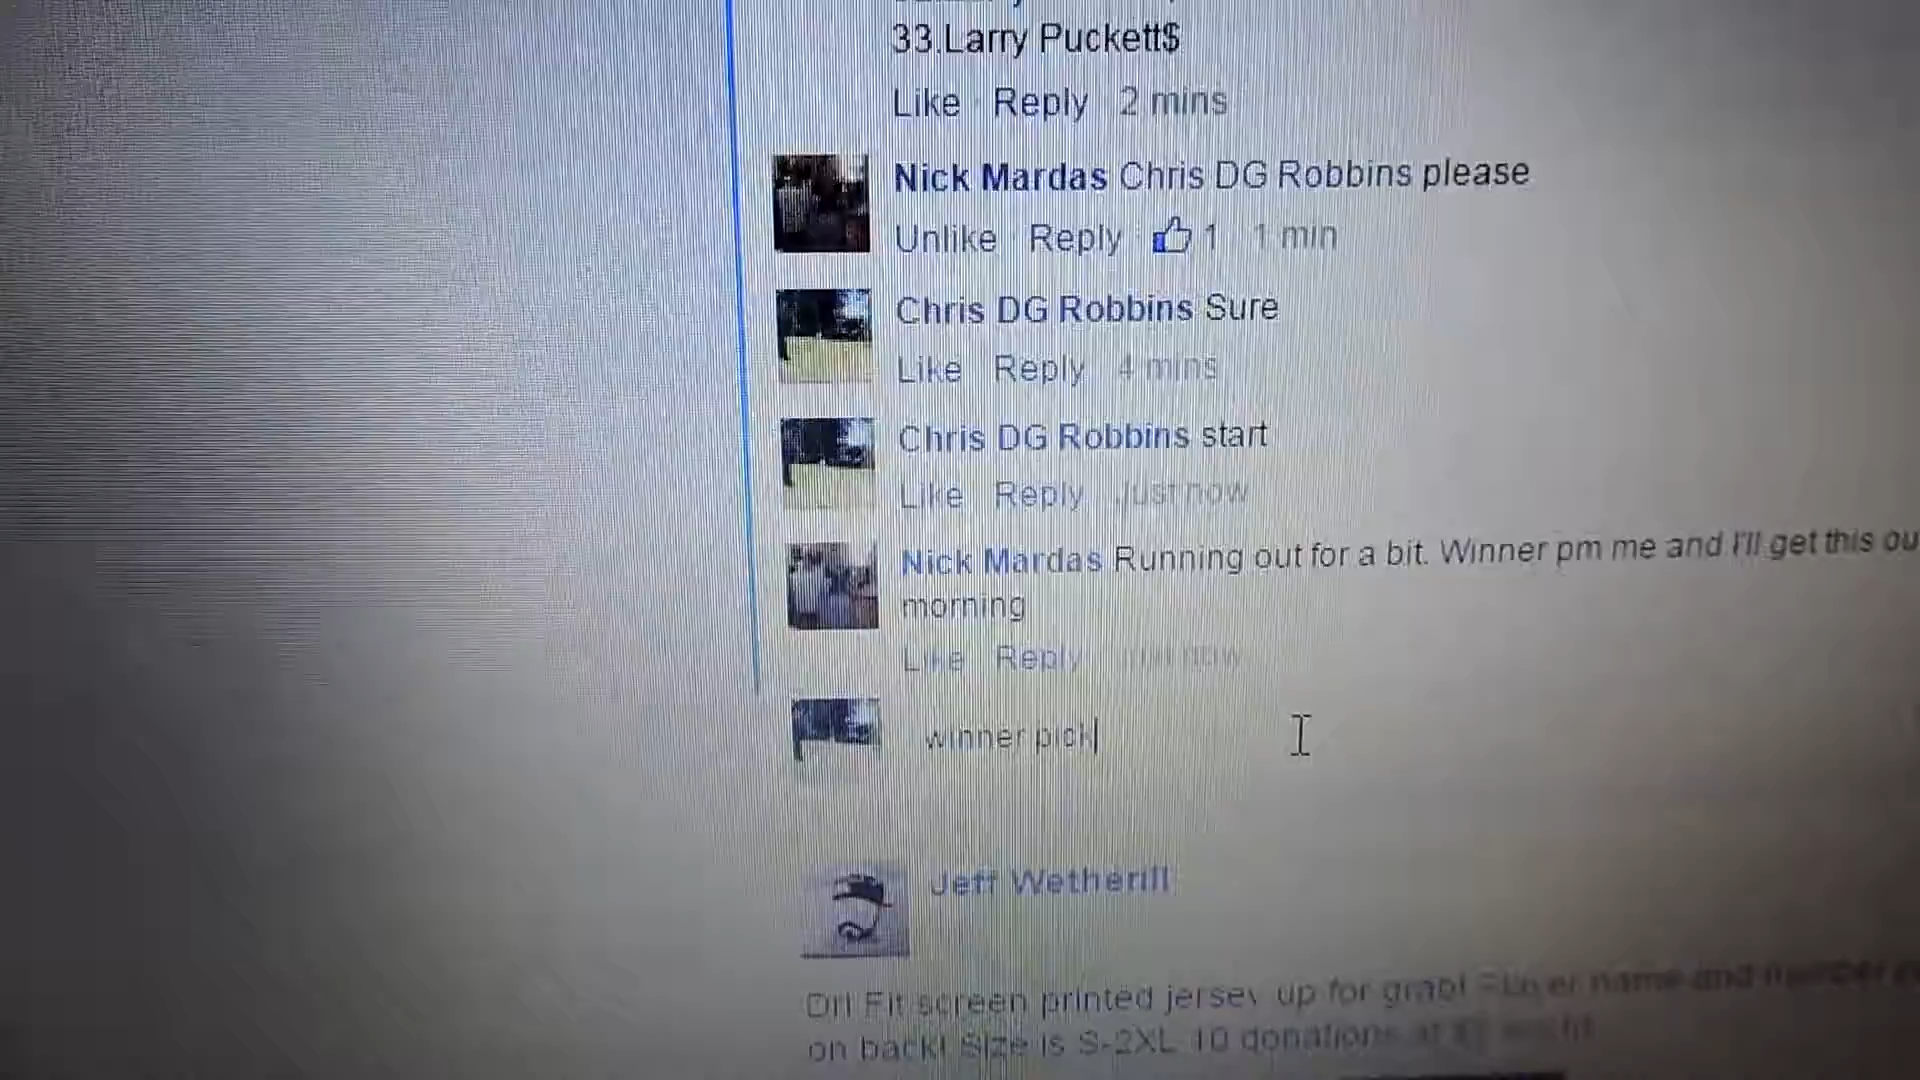 33.Larry Puckett$
Like Reply 2 mins
Nick Mardas Chris DG Robbins please
Unlike Reply 1 1 min
Chris DG Robbins Sure
Like Reply 4 mins
Chris DG Robbins start
Like Reply Just now
Nick Mardas Running out for a bit. Winner pm me and I'll get this ou
morning
Like Reply Just now
winner pick
Jeff Wetherill
Dri Fit screen printed jersey up for grab! Player name and number
on back! Size is S-2XL 10 donations at